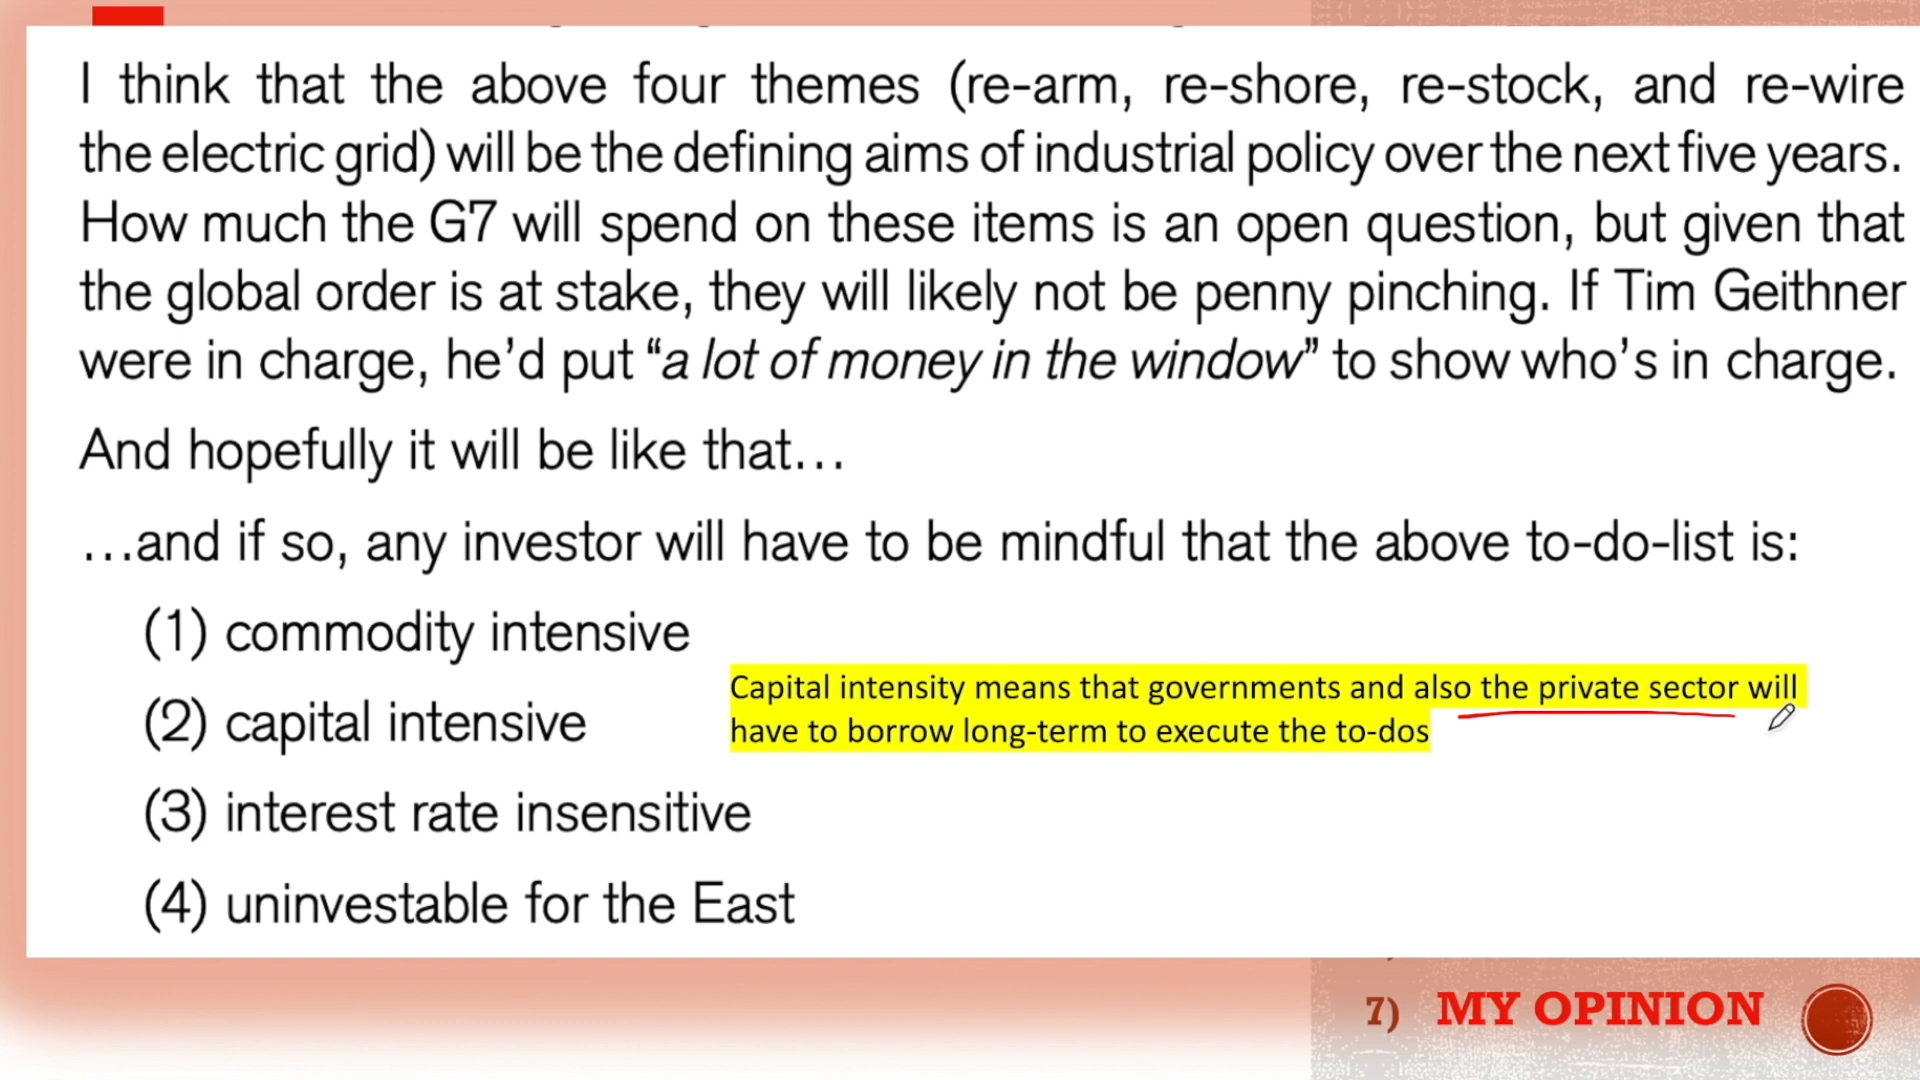 I think that the above four themes (re-arm, re-shore, re-stock, and re-wire
the electric grid) will be the defining aims of industrial policy over the next five years.
How much the G7 will spend on these items is an open question, but given that
the global order is at stake, they will likely not be penny pinching. If Tim Geithner
were in charge, he’d put “a lot of money in the window” to show who’s in charge.
And hopefully it will be like that…
…and if so, any investor will have to be mindful that the above to-do-list is:
(1) commodity intensive
(2) capital intensive
Capital intensity means that governments and also the private sector will
have to borrow long-term to execute the to-dos
(3) interest rate insensitive
(4) uninvestable for the East
7) MY OPINION